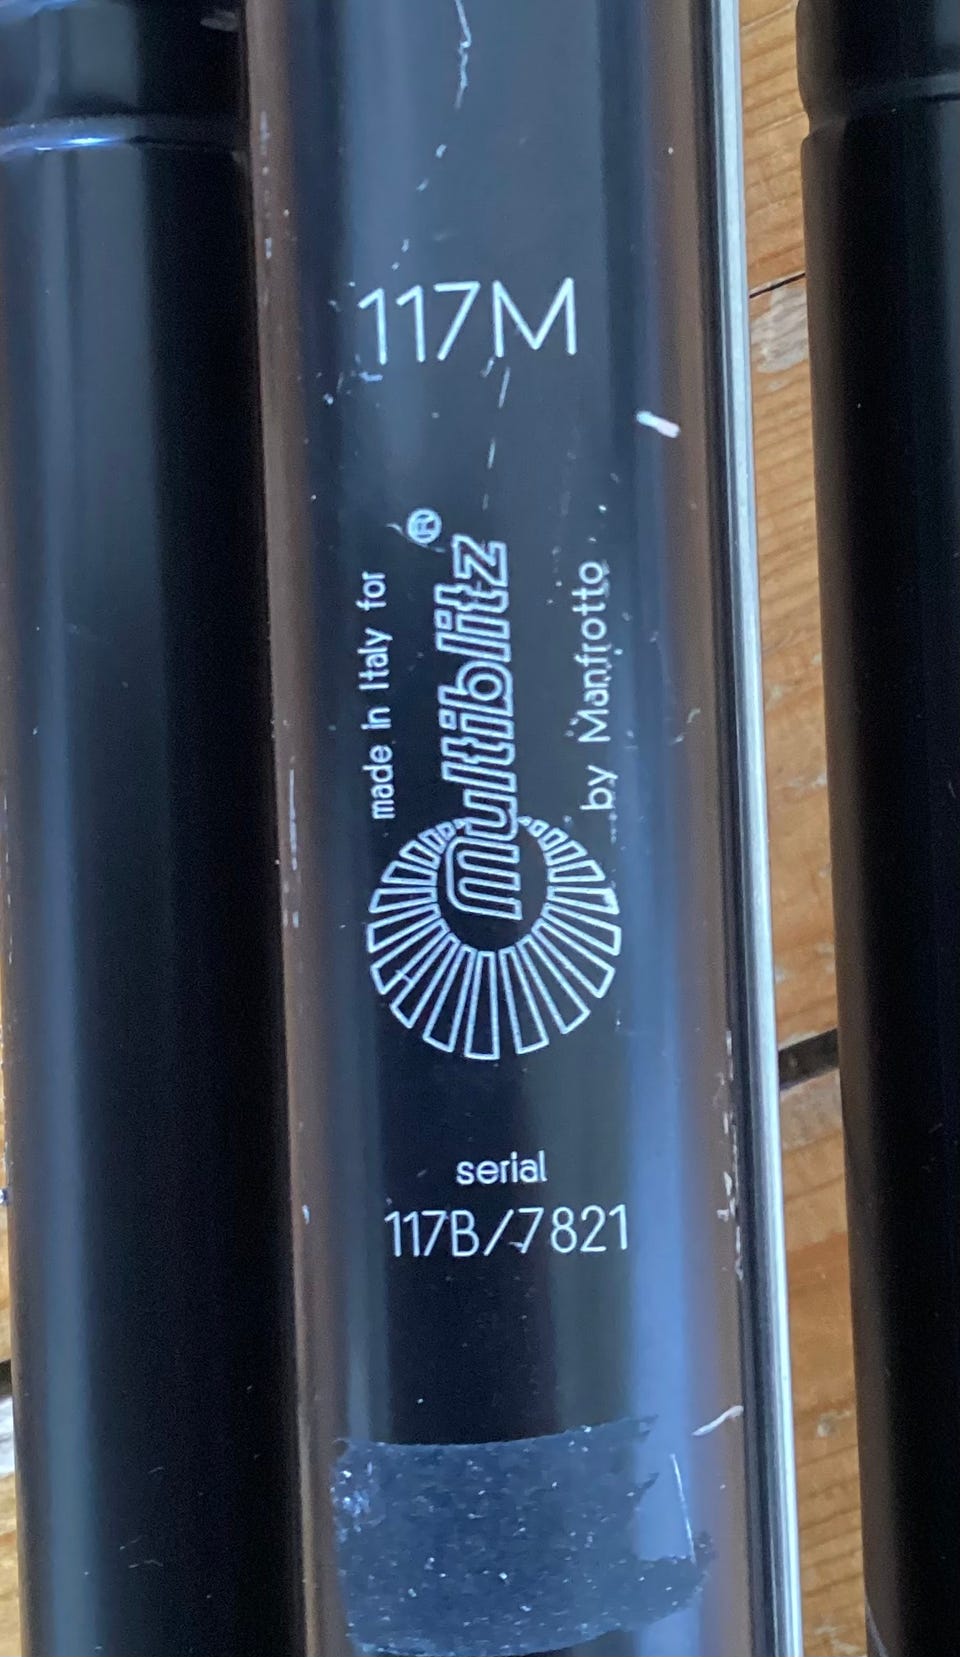 117M
made in Italy for
multiblitz®
by Manfrotto
serial
117B/7821